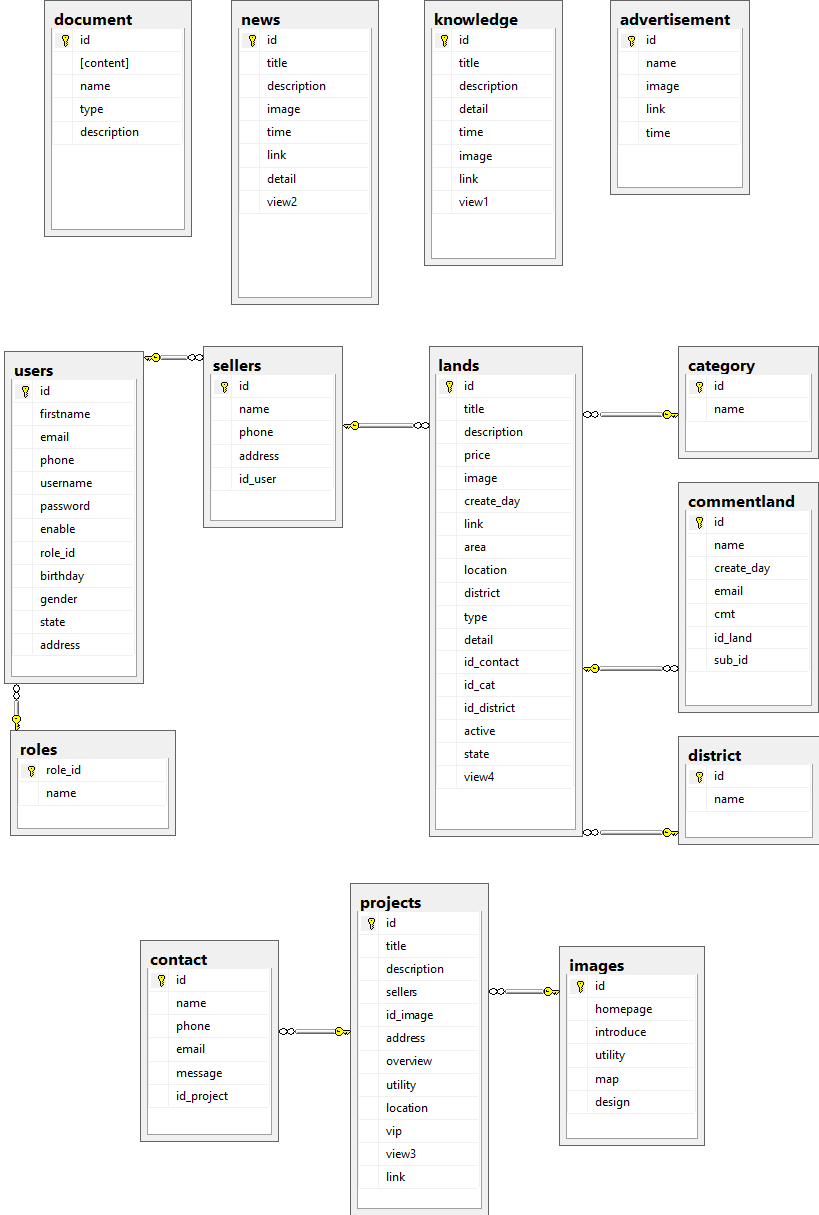 document
id
[content]
name
type
description
news
id
title
description
image
time
link
detail
view2
knowledge
id
title
description
detail
time
image
link
view1
advertisement
id
name
image
link
time
users
id
firstname
email
phone
username
password
enable
role_id
birthday
gender
state
address
sellers
id
name
phone
address
id_user
lands
id
title
description
price
image
create_day
link
area
location
district
type
detail
id_contact
id_cat
id_district
active
state
view4
category
id
name
commentland
id
name
create_day
email
cmt
id_land
sub_id
roles
role_id
name
district
id
name
projects
id
title
description
sellers
id_image
address
overview
utility
location
vip
view3
link
contact
id
name
phone
email
message
id_project
images
id
homepage
introduce
utility
map
design